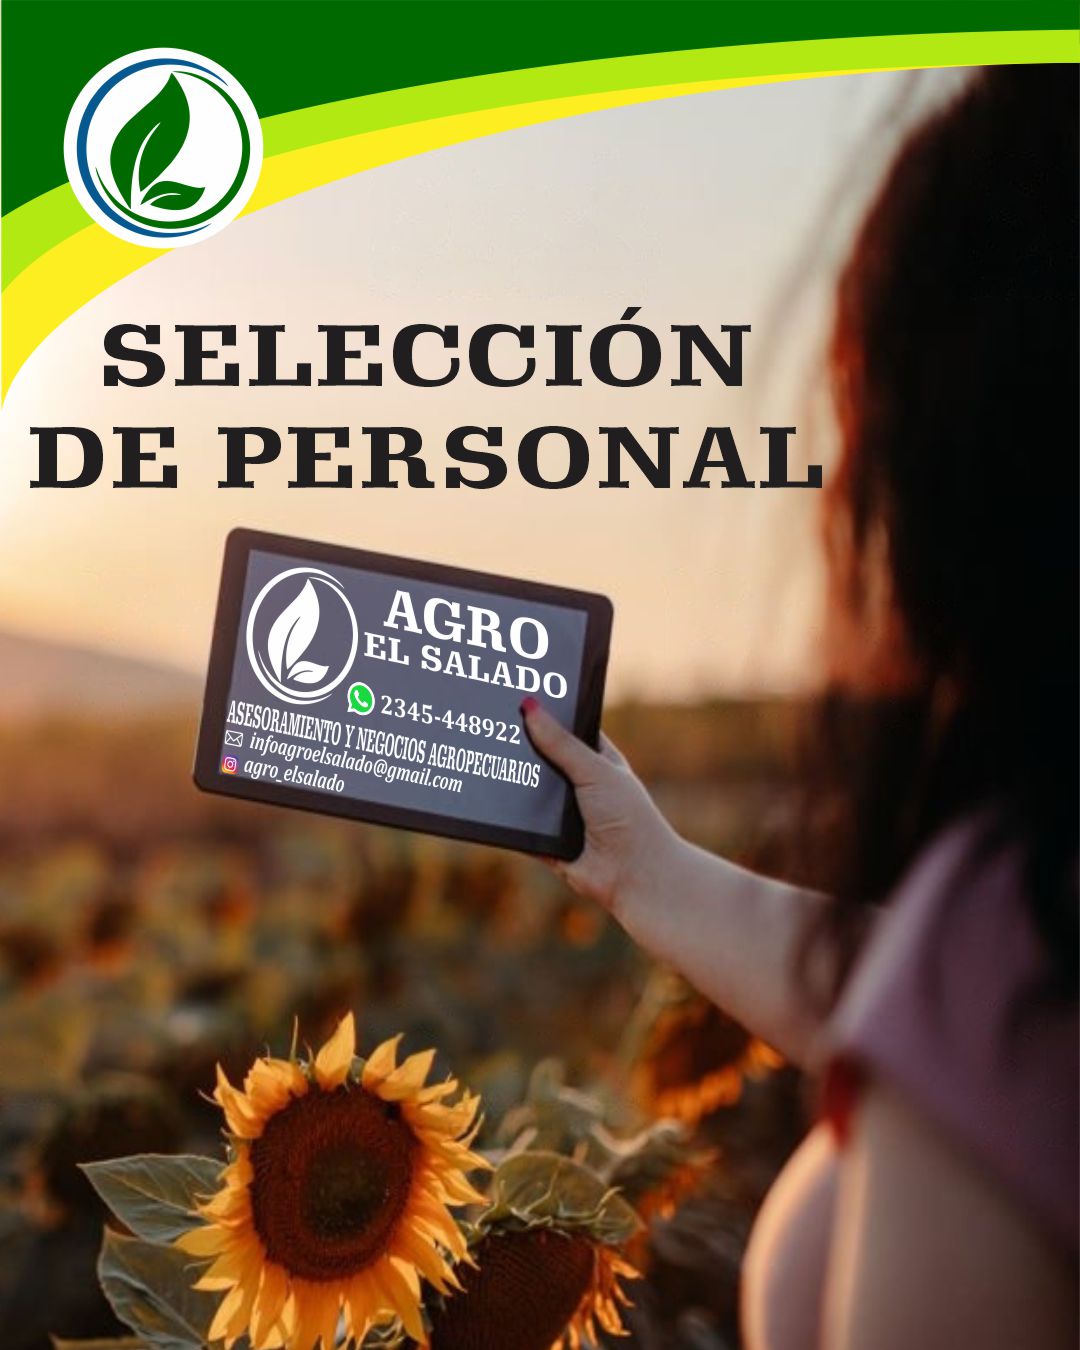 SELECCIÓN
DE PERSONAL
AGRO
EL SALADO
2345-448922
ASESORAMIENTO Y NEGOCIOS AGROPECUARIOS
infoagroelsalado@gmail.com
agro_elsalado